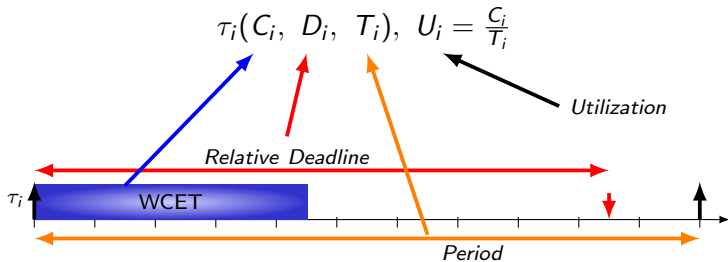 τᵢ(Cᵢ, Dᵢ, Tᵢ), Uᵢ = Cᵢ/Tᵢ
Utilization
Relative Deadline
τᵢ
WCET
Period